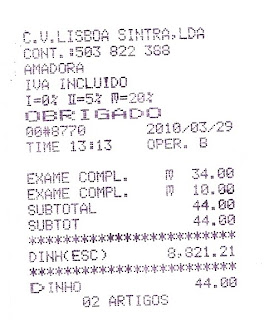 C.V.LISBOA SINTRA,LDA
CONT.:503 822 368
AMADORA
IVA INCLUIDO
I=0% II=5% III=20%
OBRIGADO
00#8770 2010/03/29
TIME 13:13 OPER. B
EXAME COMPL. III 34.00
EXAME COMPL. III 10.00
SUBTOTAL 44.00
SUBTOT 44.00
*************************
DINH(ESC) 8,821.21
*************************
DINHO 44.00
02 ARTIGOS